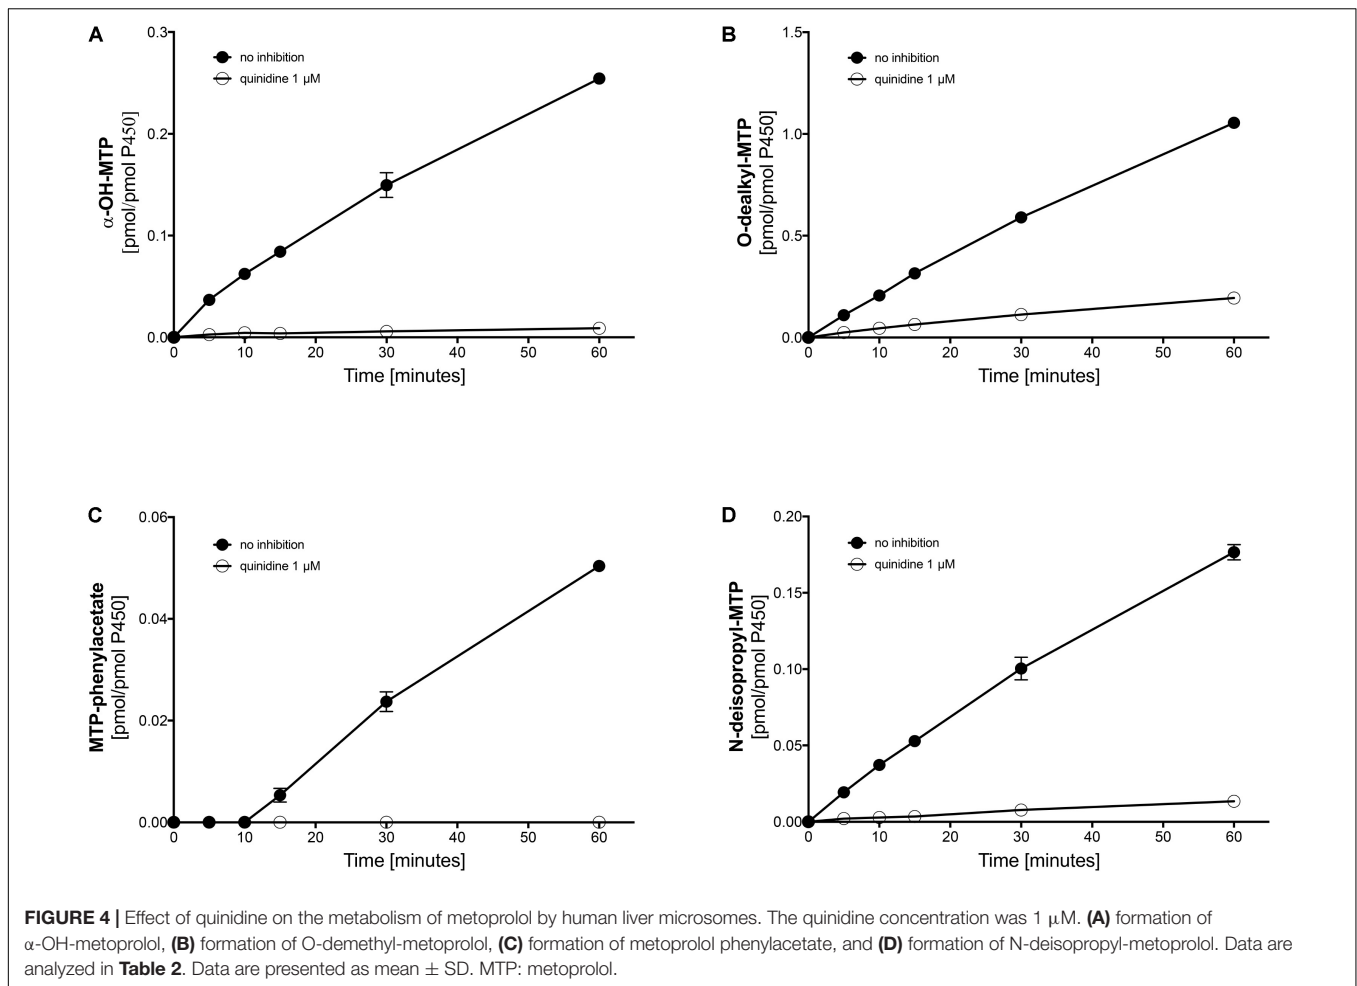 A
0.3
0.2
0.1
0.0
α-OH-MTP
[pmol/pmol P450]
no inhibition
quinidine 1 µM
0 10 20 30 40 50 60
Time [minutes]
B
1.5
1.0
0.5
0.0
O-dealkyl-MTP
[pmol/pmol P450]
no inhibition
quinidine 1 µM
0 10 20 30 40 50 60
Time [minutes]
C
0.06
0.04
0.02
0.00
MTP-phenylacetate
[pmol/pmol P450]
no inhibition
quinidine 1 µM
0 10 20 30 40 50 60
Time [minutes]
D
0.20
0.15
0.10
0.05
0.00
N-deisopropyl-MTP
[pmol/pmol P450]
no inhibition
quinidine 1 µM
0 10 20 30 40 50 60
Time [minutes]
FIGURE 4 | Effect of quinidine on the metabolism of metoprolol by human liver microsomes. The quinidine concentration was 1 µM. (A) formation of
α-OH-metoprolol, (B) formation of O-demethyl-metoprolol, (C) formation of metoprolol phenylacetate, and (D) formation of N-deisopropyl-metoprolol. Data are
analyzed in Table 2. Data are presented as mean ± SD. MTP: metoprolol.